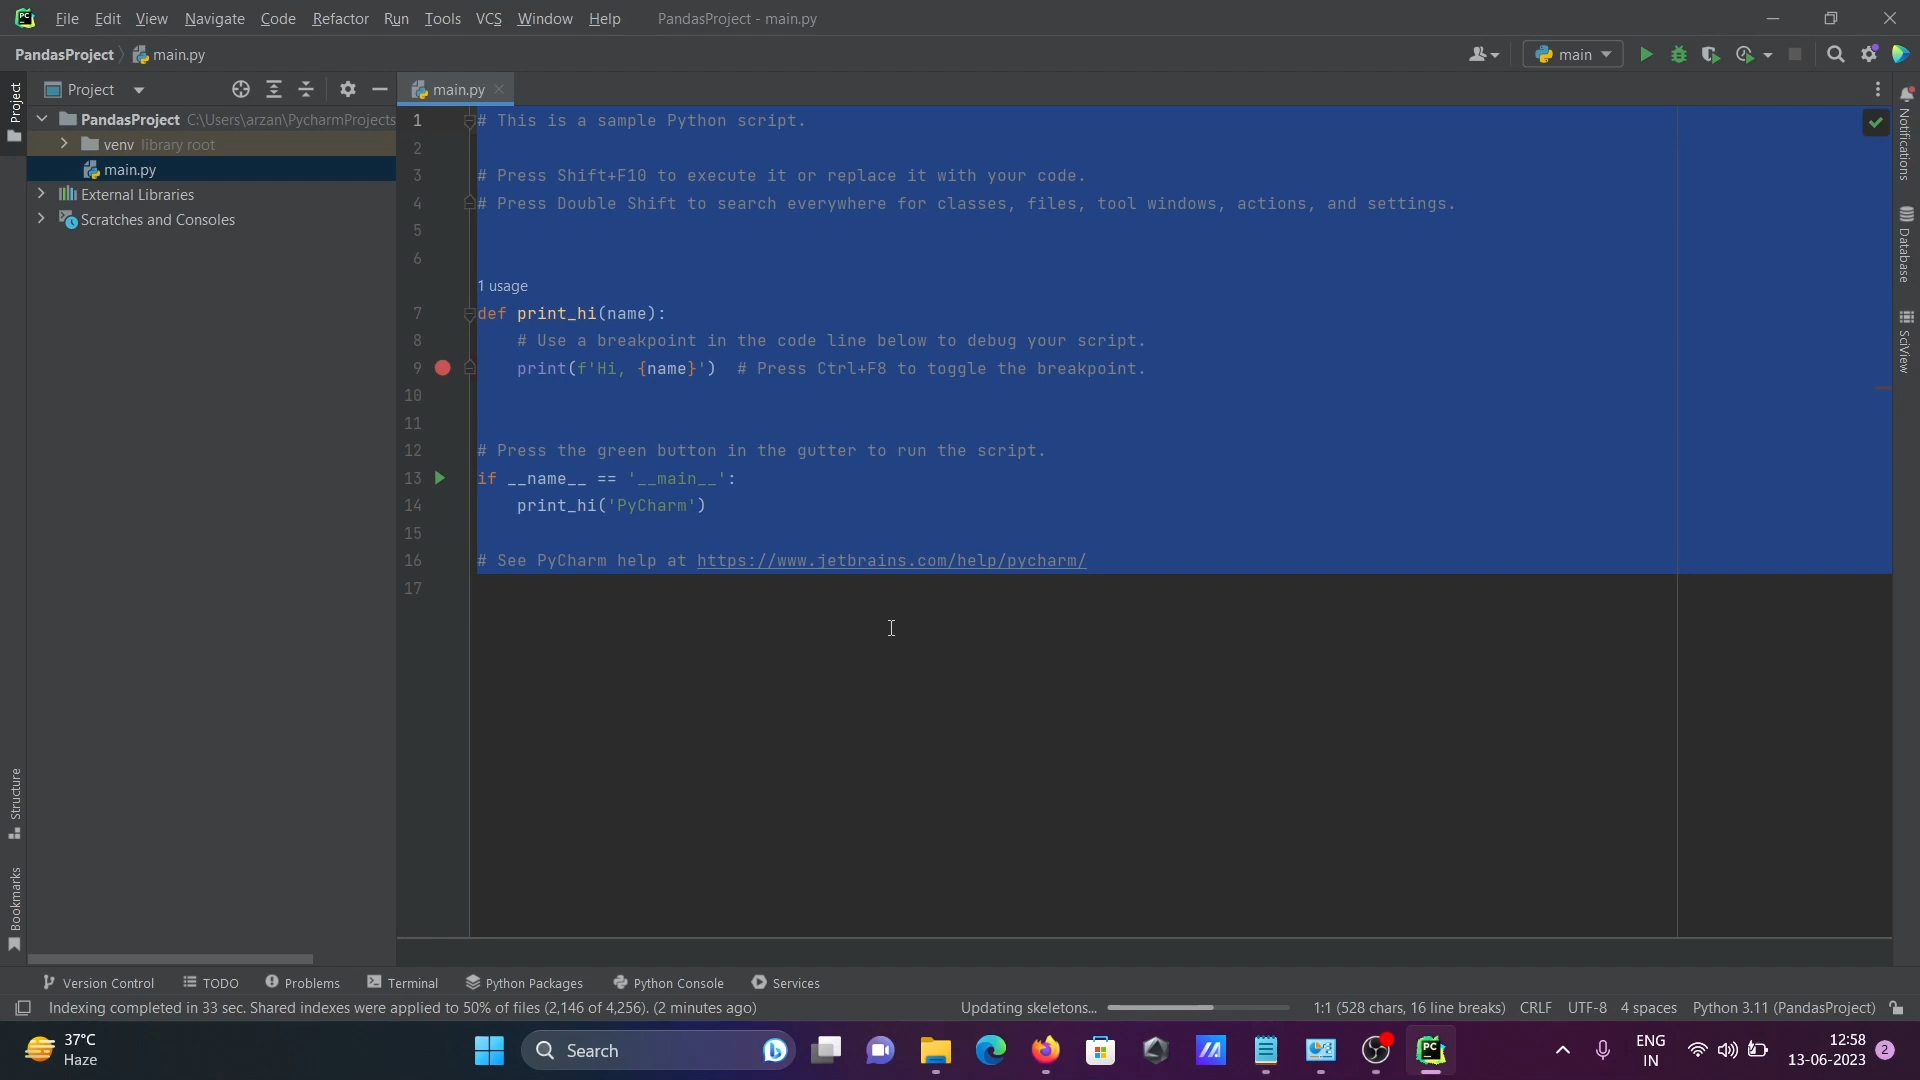 File Edit View Navigate Code Refactor Run Tools VCS Window Help PandasProject - main.py
PandasProject main.py
main
Project
main.py
Project
PandasProject C:\Users\arzan\PycharmProjects
venv library root
main.py
External Libraries
Scratches and Consoles
1 # This is a sample Python script.
2
3 # Press Shift+F10 to execute it or replace it with your code.
4 # Press Double Shift to search everywhere for classes, files, tool windows, actions, and settings.
5
6
1 usage
7 def print_hi(name):
8 # Use a breakpoint in the code line below to debug your script.
9 print(f'Hi, {name}') # Press Ctrl+F8 to toggle the breakpoint.
10
11
12 # Press the green button in the gutter to run the script.
13 if __name__ == '__main__':
14 print_hi('PyCharm')
15
16 # See PyCharm help at https://www.jetbrains.com/help/pycharm/
17
Notifications
Database
SciView
Structure
Bookmarks
Version Control TODO Problems Terminal Python Packages Python Console Services
Indexing completed in 33 sec. Shared indexes were applied to 50% of files (2,146 of 4,256). (2 minutes ago) Updating skeletons... 1:1 (528 chars, 16 line breaks) CRLF UTF-8 4 spaces Python 3.11 (PandasProject)
37°C
Haze
Search
PC
ENG
IN
12:58
13-06-2023
2